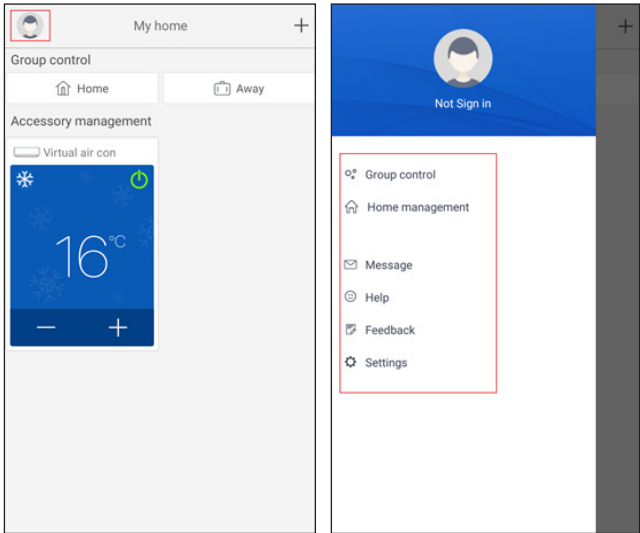 My home +
Group control
Home Away
Accessory management
Virtual air con
16°C
− +
+
Not Sign in
Group control
Home management
Message
Help
Feedback
Settings